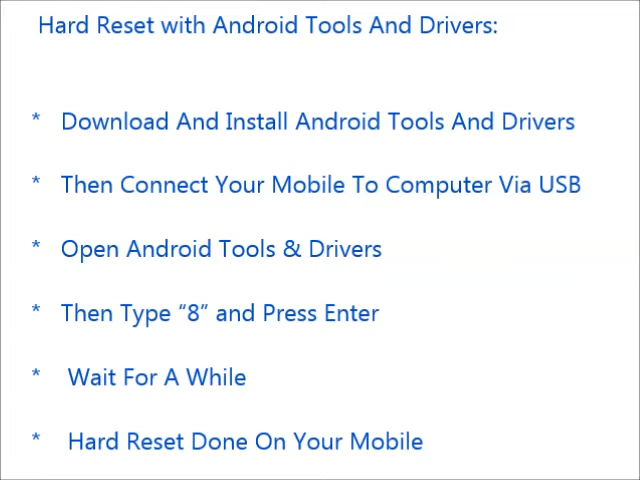 Hard Reset with Android Tools And Drivers:
* Download And Install Android Tools And Drivers
* Then Connect Your Mobile To Computer Via USB
* Open Android Tools & Drivers
* Then Type “8” and Press Enter
* Wait For A While
* Hard Reset Done On Your Mobile